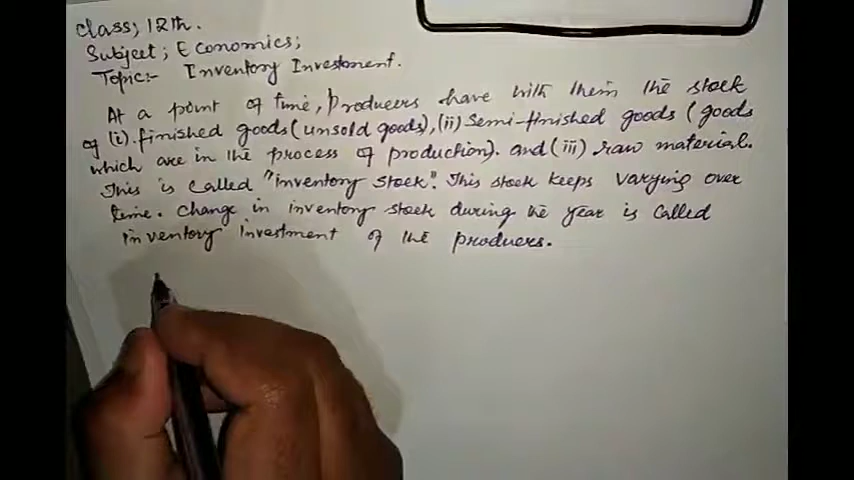 Class; 12th.
Subject; Economics;
Topic:- Inventory Investment.
At a point of time, producers have with them the stock
of (i). finished goods (unsold goods), (ii) Semi-finished goods (goods
which are in the process of production). and (iii) raw material.
This is called "inventory stock". This stock keeps varying over
time. Change in inventory stock during the year is called
inventory investment of the producers.